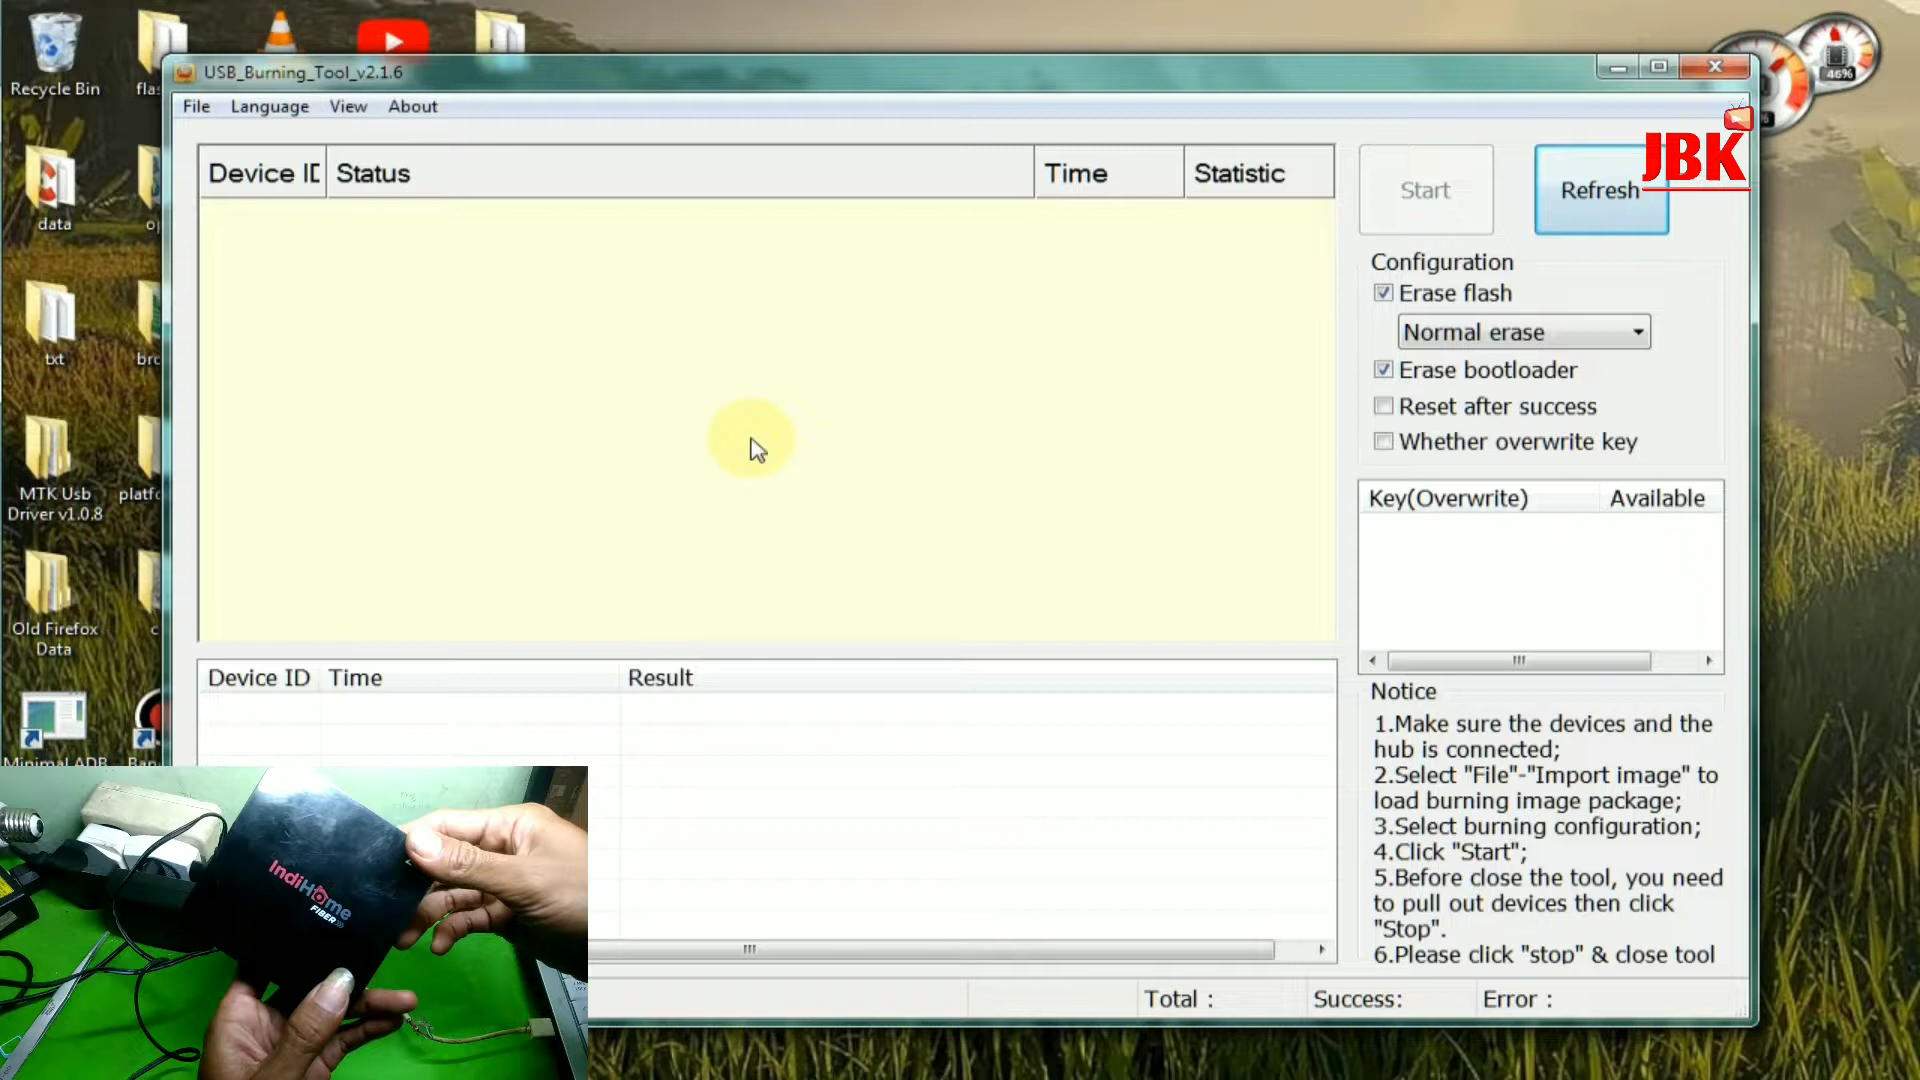 Recycle Bin
USB_Burning_Tool_v2.1.6
46%
File Language View About
JBK
Device ID Status Time Statistic
Start Refresh
data
Configuration
Erase flash
Normal erase
Erase bootloader
Reset after success
Whether overwrite key
txt
MTK Usb
Driver v1.0.8
Key(Overwrite) Available
Old Firefox
Data
Device ID Time Result
Notice
1.Make sure the devices and the
hub is connected;
2.Select "File"-"Import image" to
load burning image package;
3.Select burning configuration;
4.Click "Start";
5.Before close the tool, you need
to pull out devices then click
"Stop".
6.Please click "stop" & close tool
Minimal ADB
IndiHome
FIBER
Total : Success: Error :